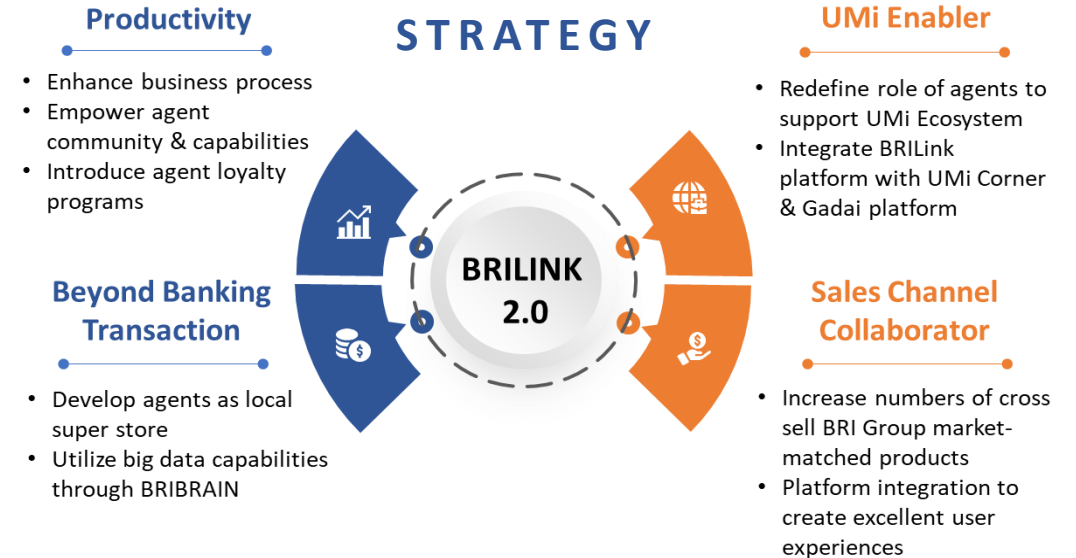 STRATEGY
Productivity
• Enhance business process
• Empower agent
community & capabilities
• Introduce agent loyalty
programs
Beyond Banking
Transaction
• Develop agents as local
super store
• Utilize big data capabilities
through BRIBRAIN
BRILINK
2.0
UMi Enabler
• Redefine role of agents to
support UMi Ecosystem
• Integrate BRILink
platform with UMi Corner
& Gadai platform
Sales Channel
Collaborator
• Increase numbers of cross
sell BRI Group market-
matched products
• Platform integration to
create excellent user
experiences